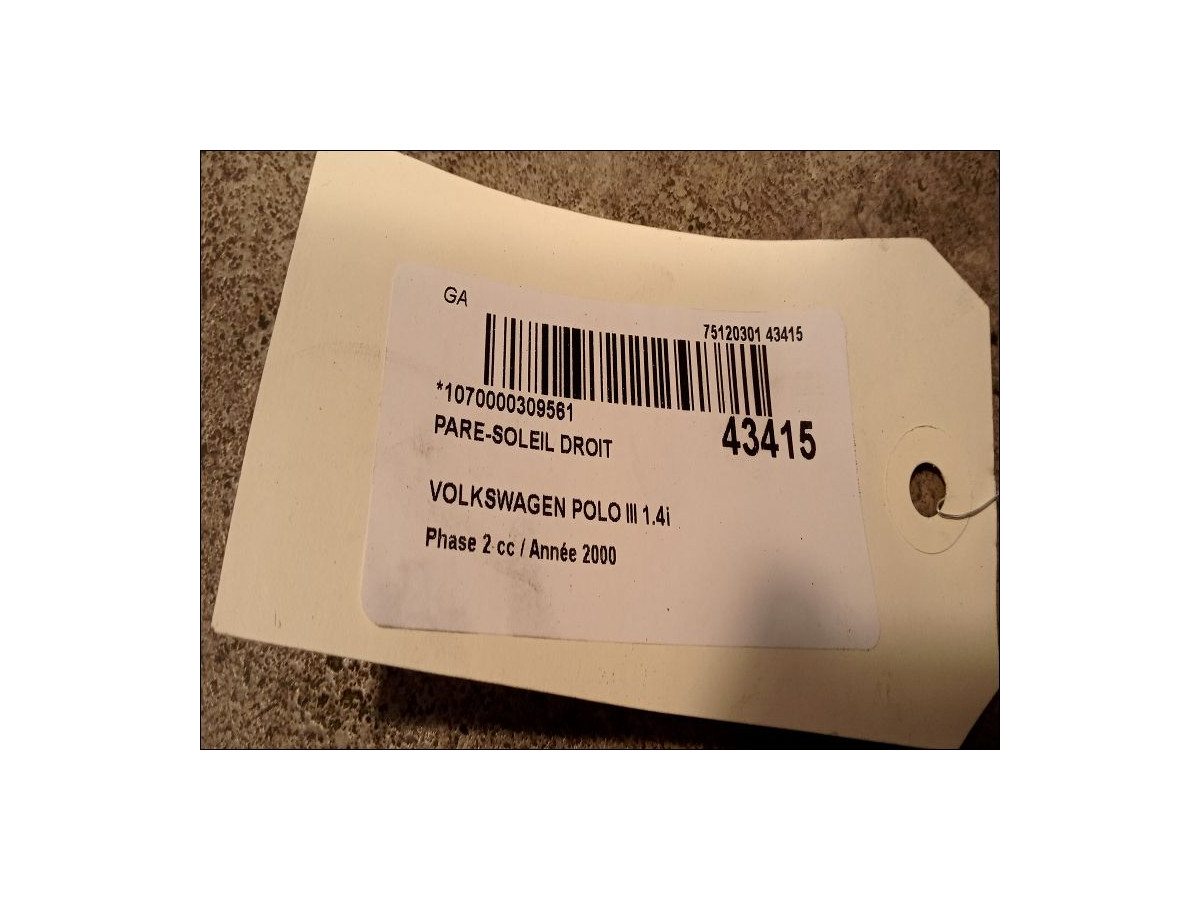 GA
75120301 43415
*1070000309561
43415
PARE-SOLEIL DROIT
VOLKSWAGEN POLO III 1.4i
Phase 2 cc / Année 2000